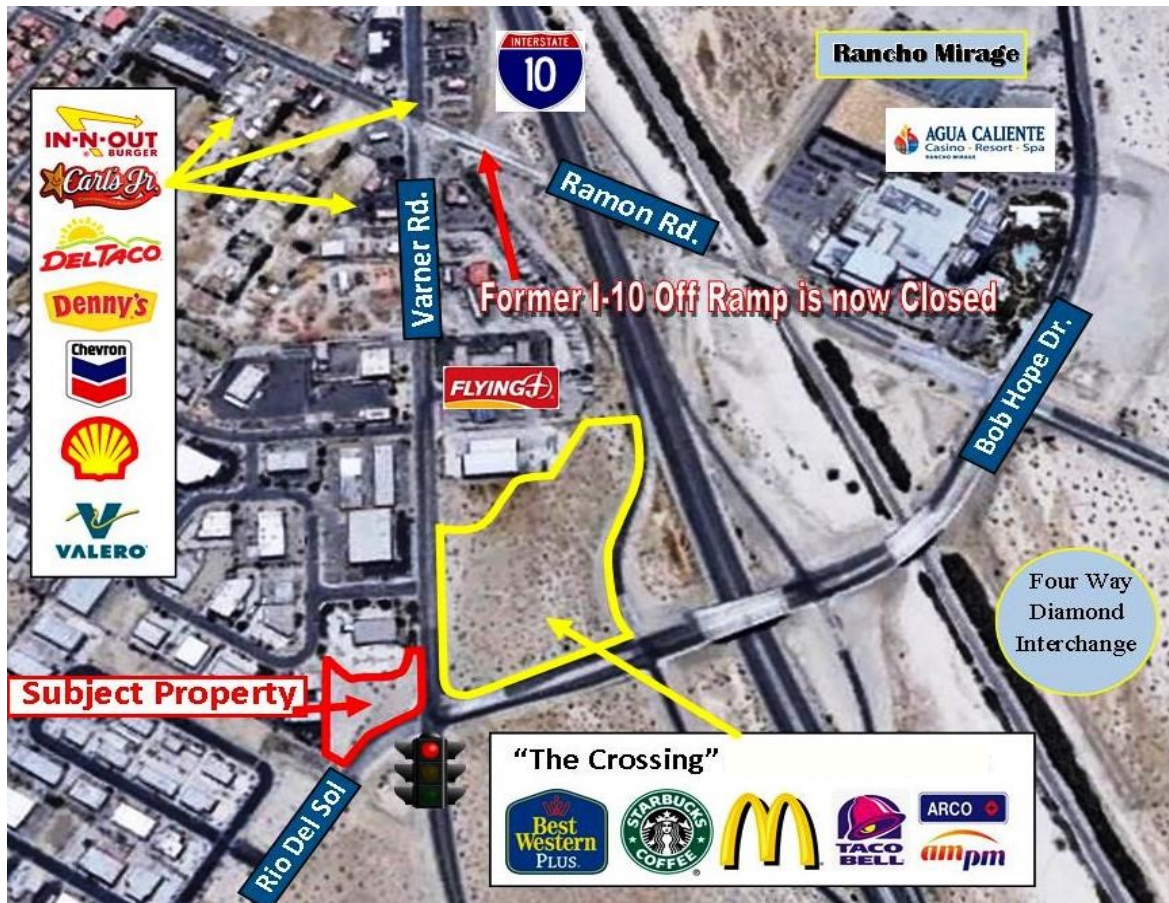 INTERSTATE
10
Rancho Mirage
IN-N-OUT
BURGER
Carl's Jr.
DEL TACO
Denny's
Chevron
VALERO
AGUA CALIENTE
Casino · Resort · Spa
RANCHO MIRAGE
Varner Rd.
Ramon Rd.
Former I-10 Off Ramp is now Closed
FLYING J
Bob Hope Dr.
Four Way
Diamond
Interchange
Subject Property
Rio Del Sol
“The Crossing”
Best
Western
PLUS.
STARBUCKS
COFFEE
TACO
BELL
ARCO
ampm